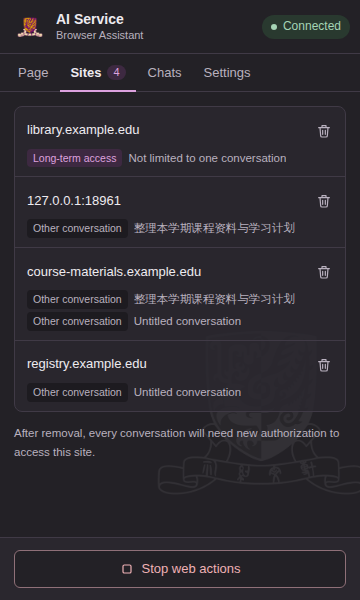 AI Service
Browser Assistant
Connected
Page
Sites 4
Chats
Settings
library.example.edu
Long-term access Not limited to one conversation
127.0.0.1:18961
Other conversation 整理本学期课程资料与学习计划
course-materials.example.edu
Other conversation 整理本学期课程资料与学习计划
Other conversation Untitled conversation
registry.example.edu
Other conversation Untitled conversation
After removal, every conversation will need new authorization to
access this site.
Stop web actions